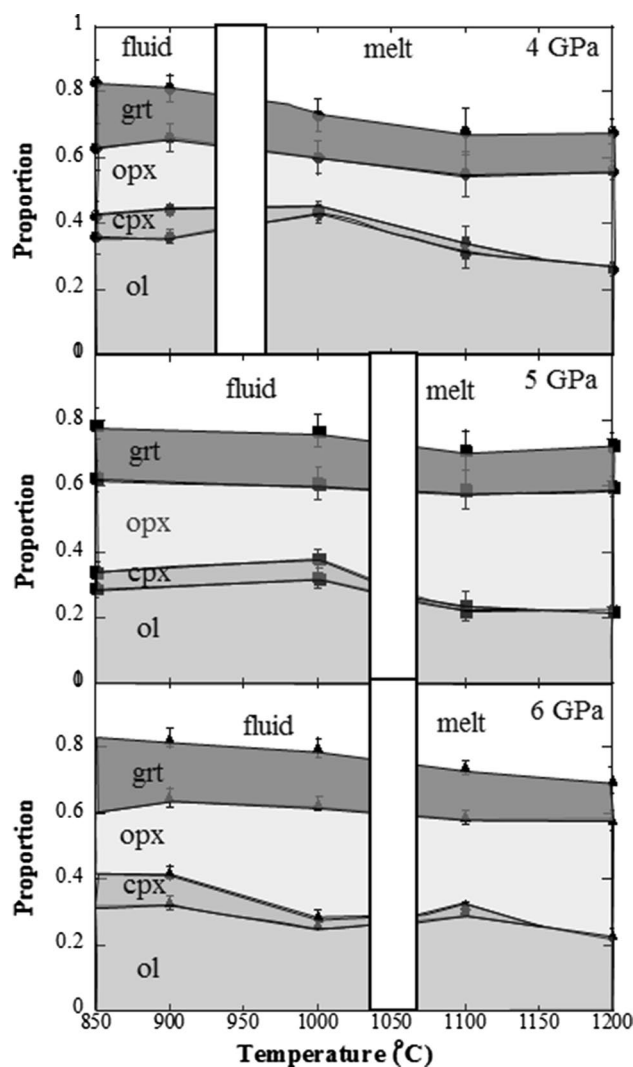 1
fluid
melt
4 GPa
0.8
grt
0.6
opx
Proportion
0.4
cpx
0.2
ol
fluid
melt
5 GPa
0.8
grt
0.6
opx
Proportion
0.4
cpx
0.2
ol
fluid
melt
6 GPa
0.8
grt
0.6
opx
Proportion
0.4
cpx
0.2
ol
0
850 900 950 1000 1050 1100 1150 1200
Temperature (°C)